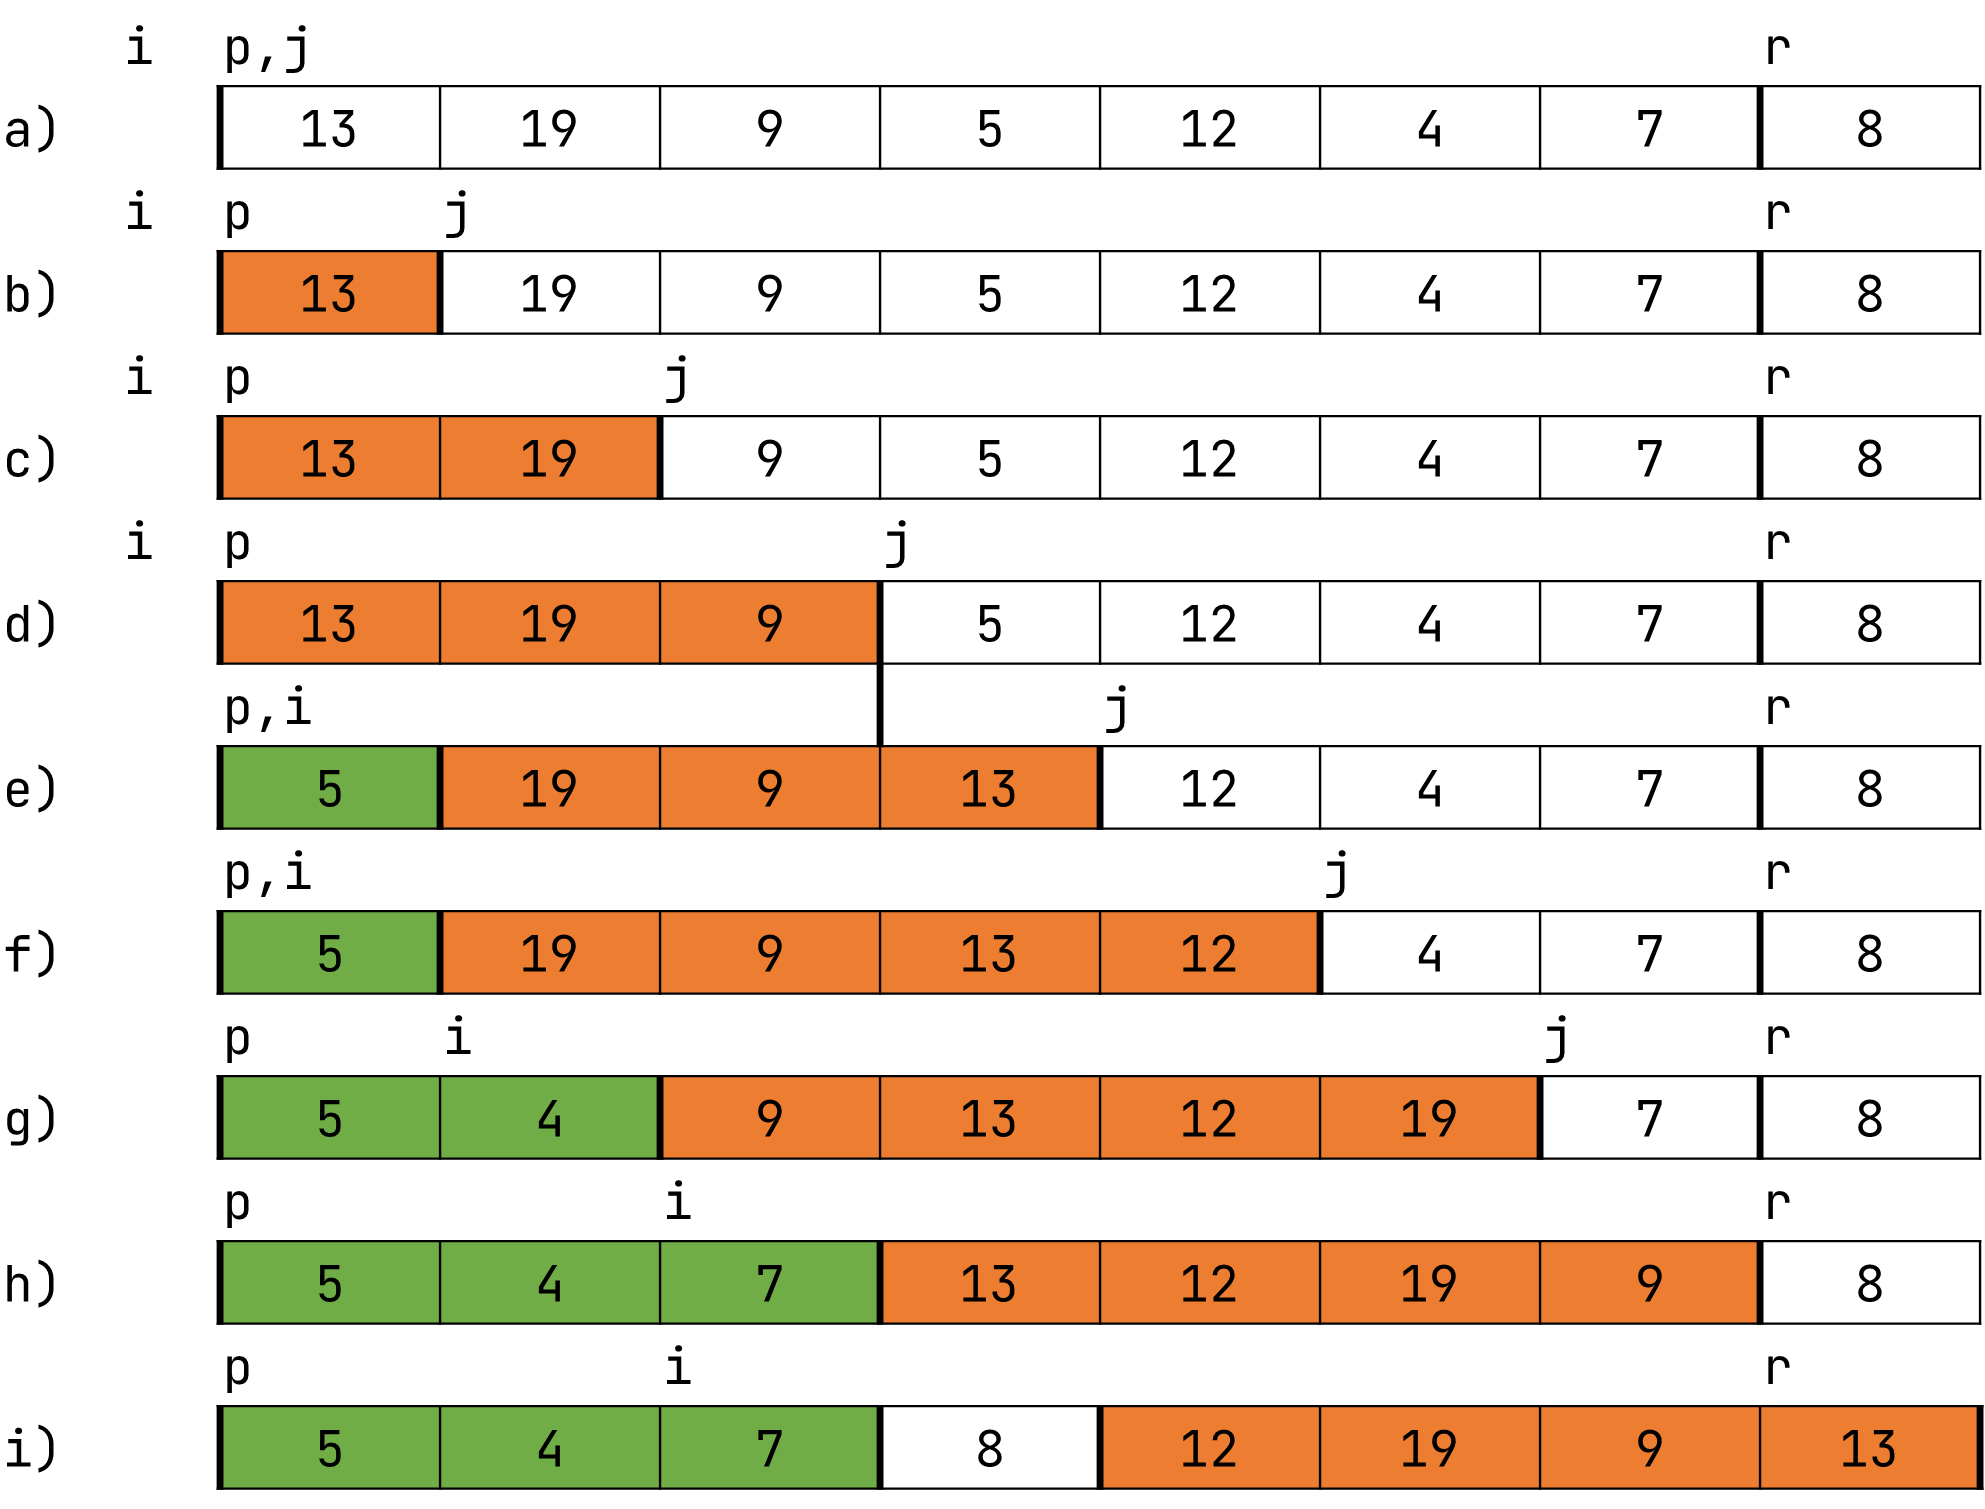 i p,j r
a) 13 19 9 5 12 4 7 8
i p j r
b) 13 19 9 5 12 4 7 8
i p j r
c) 13 19 9 5 12 4 7 8
i p j r
d) 13 19 9 5 12 4 7 8
p,i j r
e) 5 19 9 13 12 4 7 8
p,i j r
f) 5 19 9 13 12 4 7 8
p i j r
g) 5 4 9 13 12 19 7 8
p i r
h) 5 4 7 13 12 19 9 8
p i r
i) 5 4 7 8 12 19 9 13